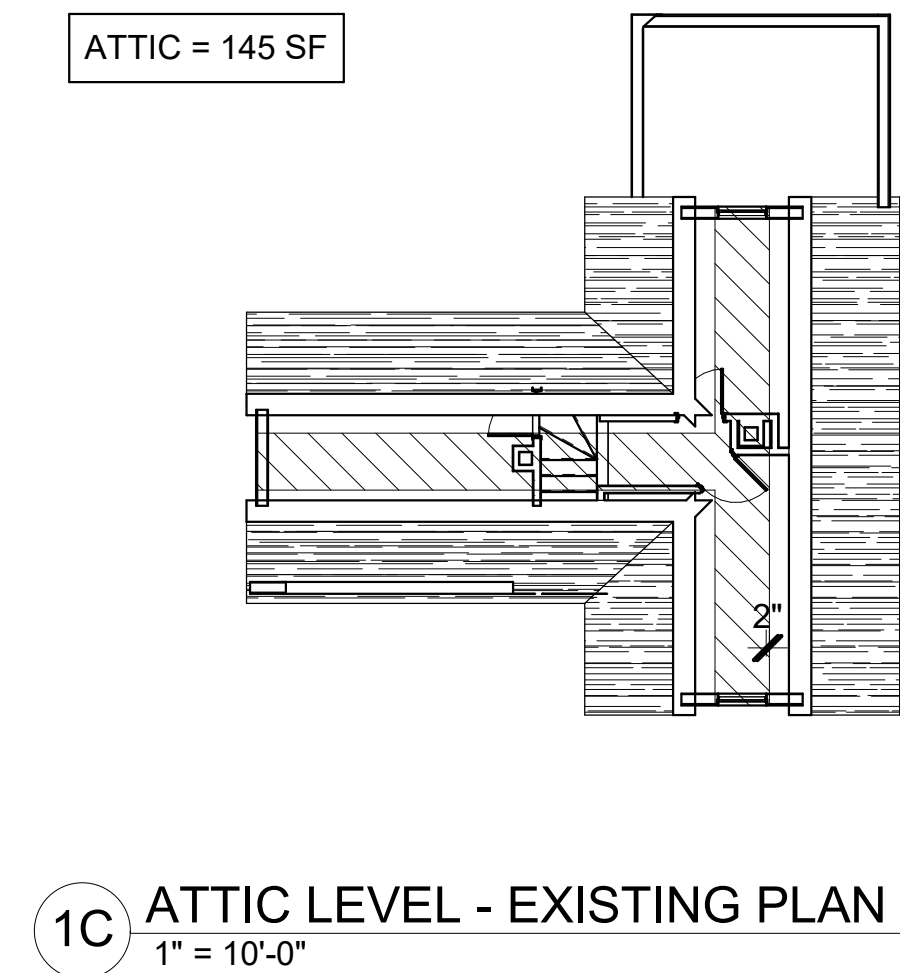 ATTIC = 145 SF
2"
1C
ATTIC LEVEL - EXISTING PLAN
1" = 10'-0"